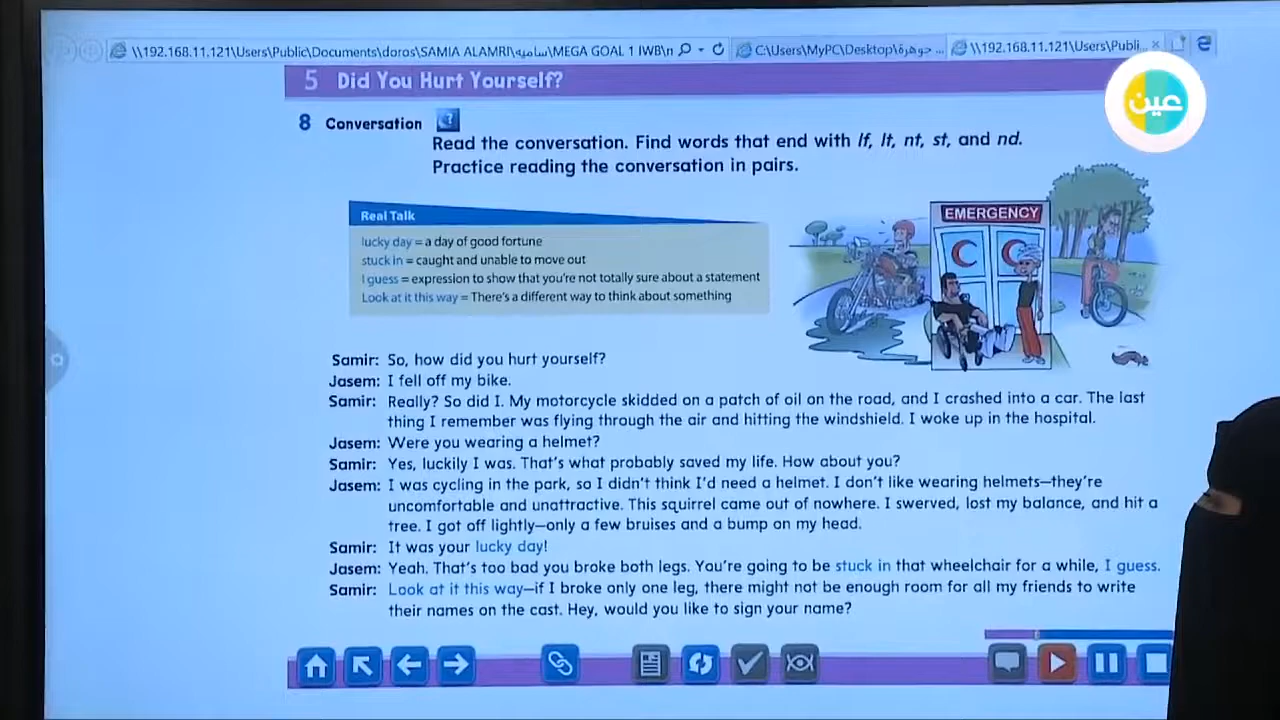 \\192.168.11.121\Users\Public\Documents\doros\SAMIA ALAMRI\ساميه\MEGA GOAL 1 IWB\n
C:\Users\MyPC\Desktop\جوهرة ...
\\192.168.11.121\Users\Publi...
عين
5 Did You Hurt Yourself?
8 Conversation
Read the conversation. Find words that end with lf, lt, nt, st, and nd.
Practice reading the conversation in pairs.
Real Talk
lucky day = a day of good fortune
stuck in = caught and unable to move out
I guess = expression to show that you're not totally sure about a statement
Look at it this way = There's a different way to think about something
EMERGENCY
Samir: So, how did you hurt yourself?
Jasem: I fell off my bike.
Samir: Really? So did I. My motorcycle skidded on a patch of oil on the road, and I crashed into a car. The last
thing I remember was flying through the air and hitting the windshield. I woke up in the hospital.
Jasem: Were you wearing a helmet?
Samir: Yes, luckily I was. That's what probably saved my life. How about you?
Jasem: I was cycling in the park, so I didn't think I'd need a helmet. I don't like wearing helmets—they're
uncomfortable and unattractive. This squirrel came out of nowhere. I swerved, lost my balance, and hit a
tree. I got off lightly—only a few bruises and a bump on my head.
Samir: It was your lucky day!
Jasem: Yeah. That's too bad you broke both legs. You're going to be stuck in that wheelchair for a while, I guess.
Samir: Look at it this way—if I broke only one leg, there might not be enough room for all my friends to write
their names on the cast. Hey, would you like to sign your name?